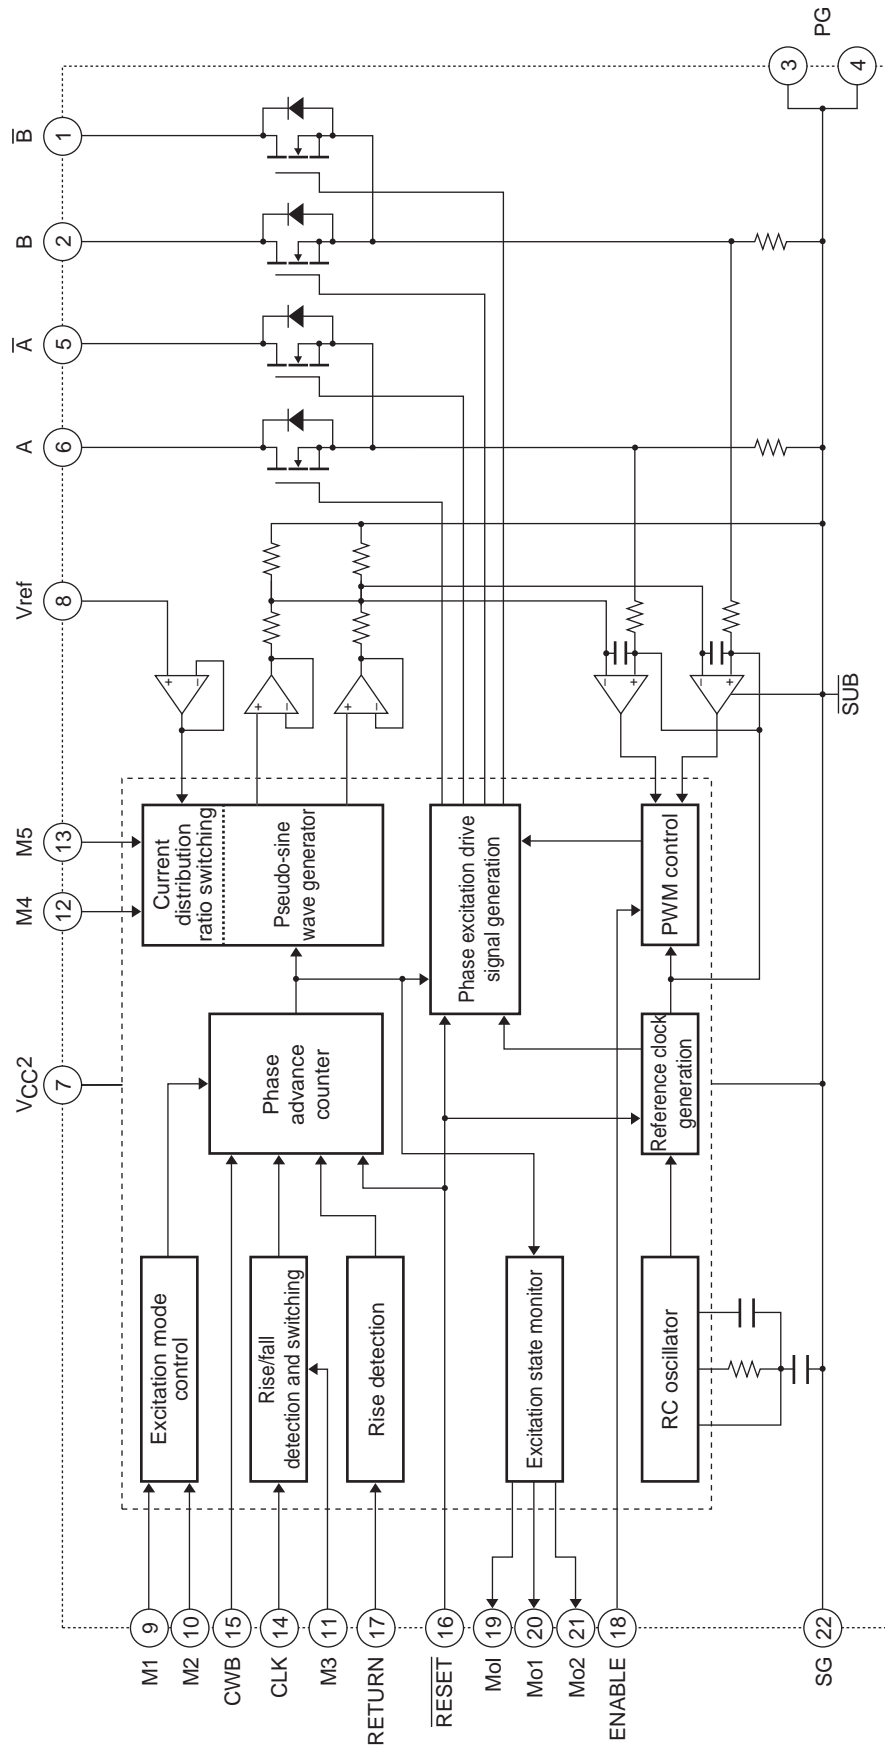 VCC2
7
M4
12
M5
13
Vref
8
A
6
A
5
B
2
B
1
M1
9
M2
10
CWB
15
CLK
14
M3
11
RETURN
17
RESET
16
MoI
19
Mo1
20
Mo2
21
ENABLE
18
SG
22
PG
3
4
SUB
Excitation mode
control
Rise/fall
detection and switching
Rise detection
Phase
advance
counter
Current
distribution
ratio switching
Pseudo-sine
wave generator
Excitation state monitor
Phase excitation drive
signal generation
RC oscillator
Reference clock
generation
PWM control
+
−
+
−
+
−
−
+
−
+